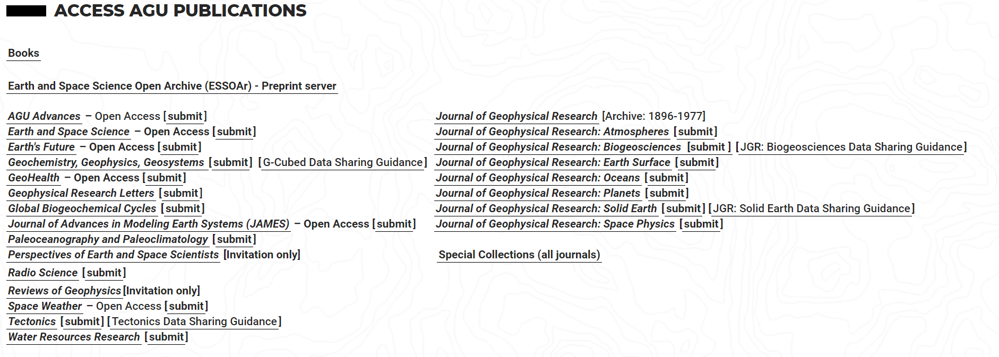 ACCESS AGU PUBLICATIONS
Books
Earth and Space Science Open Archive (ESSOAr) - Preprint server
AGU Advances – Open Access [submit]
Earth and Space Science – Open Access [submit]
Earth's Future – Open Access [submit]
Geochemistry, Geophysics, Geosystems [submit] [G-Cubed Data Sharing Guidance]
GeoHealth – Open Access [submit]
Geophysical Research Letters [submit]
Global Biogeochemical Cycles [submit]
Journal of Advances in Modeling Earth Systems (JAMES) – Open Access [submit]
Paleoceanography and Paleoclimatology [submit]
Perspectives of Earth and Space Scientists [Invitation only]
Radio Science [submit]
Reviews of Geophysics [Invitation only]
Space Weather – Open Access [submit]
Tectonics [submit] [Tectonics Data Sharing Guidance]
Water Resources Research [submit]
Journal of Geophysical Research [Archive: 1896-1977]
Journal of Geophysical Research: Atmospheres [submit]
Journal of Geophysical Research: Biogeosciences [submit ] [JGR: Biogeosciences Data Sharing Guidance]
Journal of Geophysical Research: Earth Surface [submit]
Journal of Geophysical Research: Oceans [submit]
Journal of Geophysical Research: Planets [submit]
Journal of Geophysical Research: Solid Earth [submit] [JGR: Solid Earth Data Sharing Guidance]
Journal of Geophysical Research: Space Physics [submit]
Special Collections (all journals)